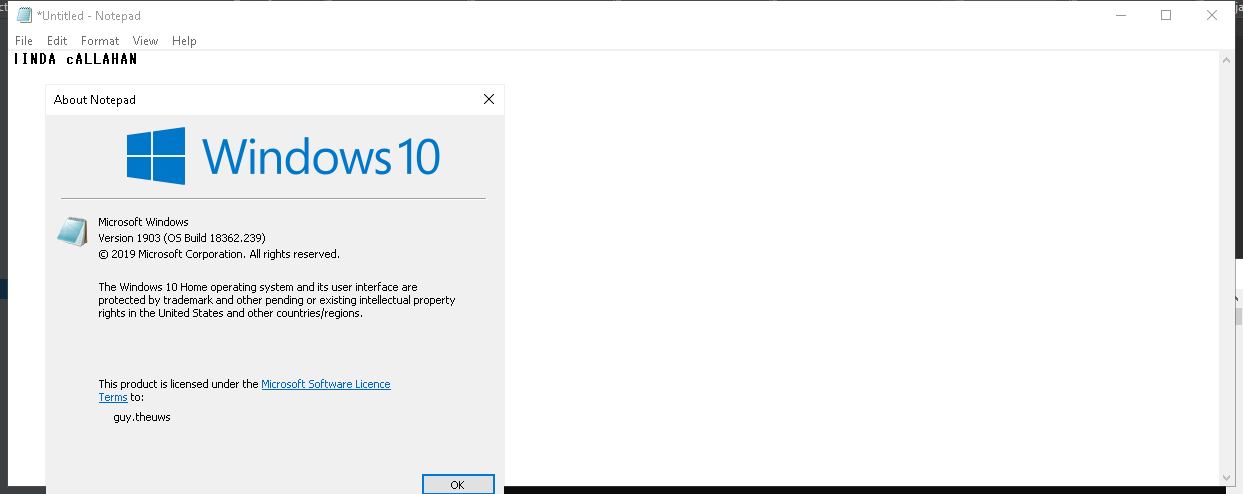 *Untitled - Notepad
File Edit Format View Help
lINDA cALLAHAN
About Notepad
Windows 10
Microsoft Windows
Version 1903 (OS Build 18362.239)
© 2019 Microsoft Corporation. All rights reserved.
The Windows 10 Home operating system and its user interface are
protected by trademark and other pending or existing intellectual property
rights in the United States and other countries/regions.
This product is licensed under the Microsoft Software Licence
Terms to:
guy.theuws
OK